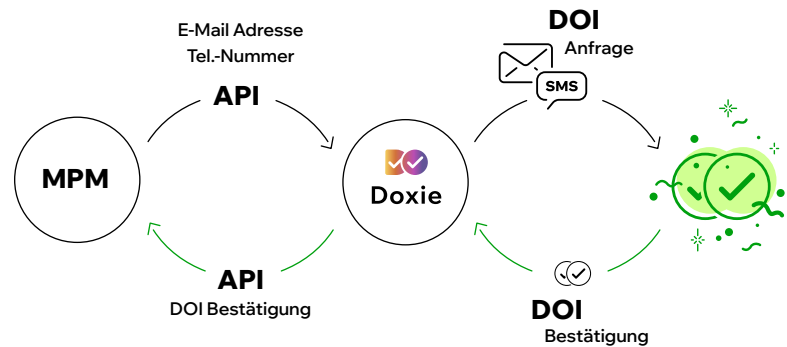 E-Mail Adresse
Tel.-Nummer
API
DOI
Anfrage
SMS
MPM
Doxie
API
DOI Bestätigung
DOI
Bestätigung